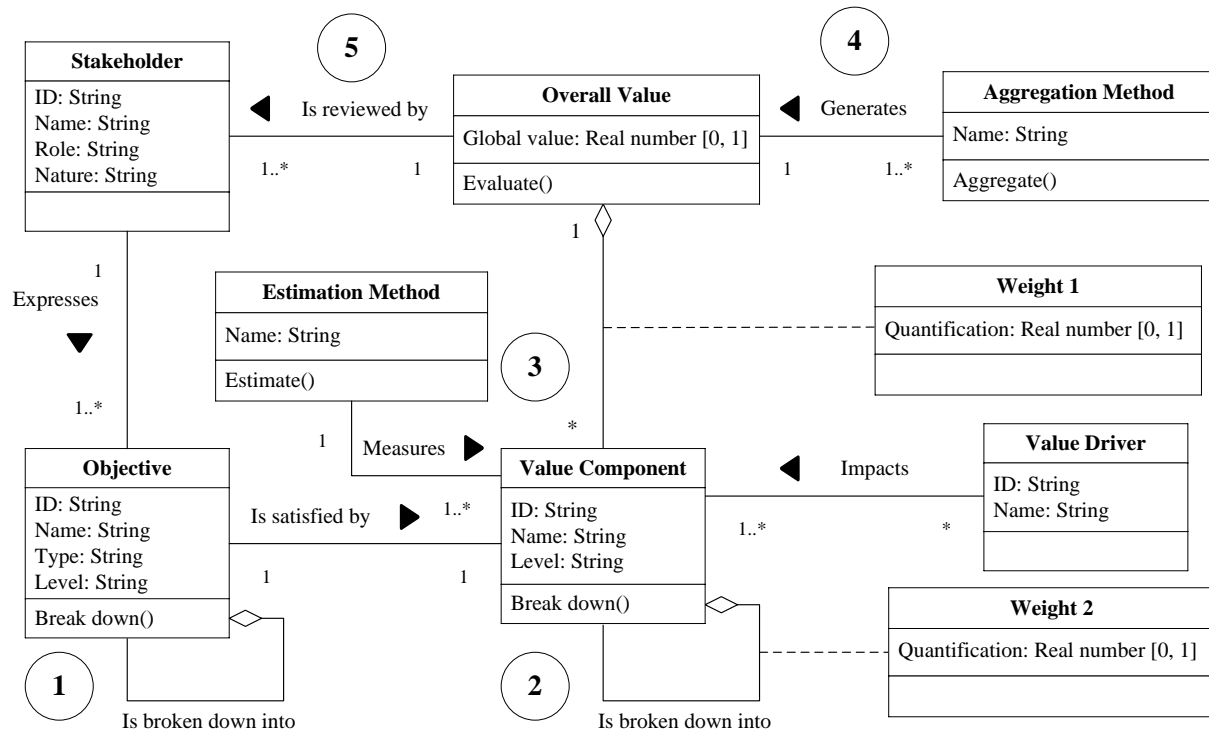 Stakeholder
ID: String
Name: String
Role: String
Nature: String
5
Is reviewed by
1..*
1
Overall Value
Global value: Real number [0, 1]
Evaluate()
4
Generates
1
1..*
Aggregation Method
Name: String
Aggregate()
1
Expresses
1..*
Estimation Method
Name: String
Estimate()
3
1
*
Weight 1
Quantification: Real number [0, 1]
1
Measures
1..*
Objective
ID: String
Name: String
Type: String
Level: String
Break down()
Is satisfied by
1
1
Value Component
ID: String
Name: String
Level: String
Break down()
Impacts
1..*
*
Value Driver
ID: String
Name: String
Weight 2
Quantification: Real number [0, 1]
1
Is broken down into
2
Is broken down into